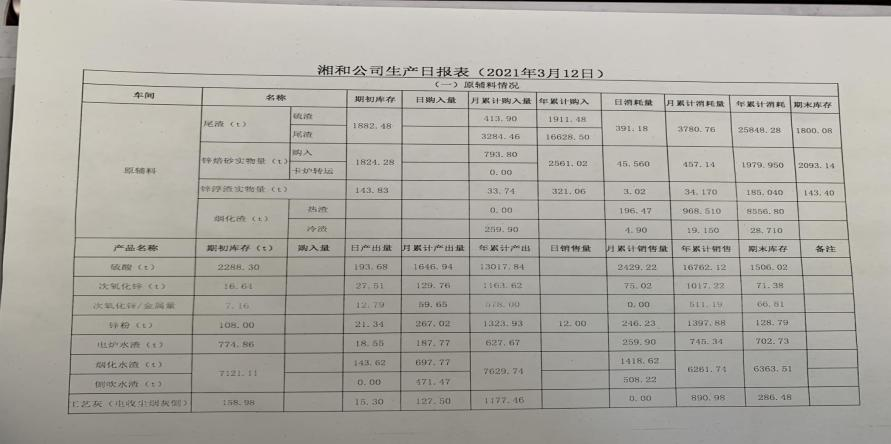 湘和公司生产日报表（2021年3月12日）
（一）原辅料情况
车间 名称 期初库存 日购入量 月累计购入量 年累计购入 日消耗量 月累计消耗量 年累计消耗 期末库存
原辅料 尾渣（t） 硫渣 1882.48 413.90 1911.48 391.18 3780.76 25848.28 1800.08
尾渣 3284.46 16628.50
锌焙砂实物量（t） 购入 1824.28 793.80 2561.02 45.560 457.14 1979.950 2093.14
卡炉转运 0.00
锌浮渣实物量（t） 143.83 33.74 321.06 3.02 34.170 185.040 143.40
烟化渣（t） 热渣 0.00 196.47 968.510 8556.80
冷渣 259.90 4.90 19.150 28.710
产品名称 期初库存（t） 购入量 日产出量 月累计产出量 年累计产出 日销售量 月累计销售量 年累计销售 期末库存 备注
硫酸（t） 2288.30 193.68 1646.94 13017.84 2429.22 16762.12 1506.02
次氧化锌（t） 16.64 27.51 129.76 1163.62 75.02 1017.22 71.38
次氧化锌/金属量 7.16 12.79 59.65 578.00 0.00 511.19 66.81
锌粉（t） 108.00 21.34 267.02 1323.93 12.00 246.23 1397.88 128.79
电炉水渣（t） 774.86 18.55 187.77 627.67 259.90 745.34 702.73
烟化水渣（t） 7121.11 143.62 697.77 7629.74 1418.62 6261.74 6363.51
侧吹水渣（t） 0.00 471.47 508.22
工艺灰（电收尘烟灰侧） 158.98 15.30 127.50 1177.46 0.00 890.98 286.48